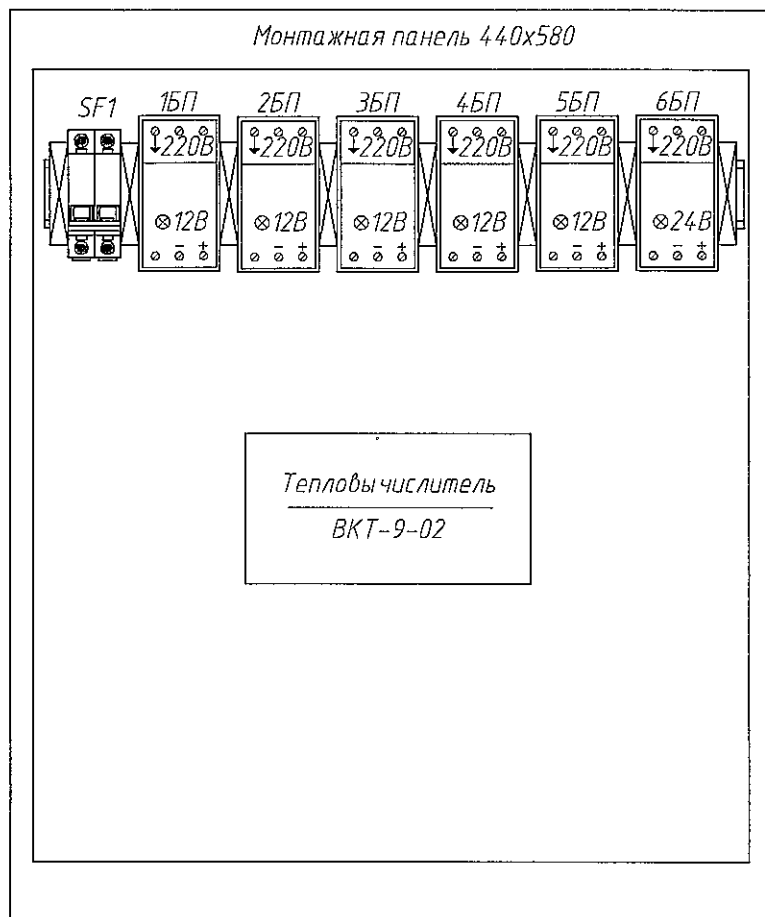 Монтажная панель 440х580
SF1 1БП 2БП 3БП 4БП 5БП 6БП
220В 220В 220В 220В 220В 220В
12В 12В 12В 12В 12В 24В
- + - + - + - + - + - +
Тепловычислитель
ВКТ-9-02